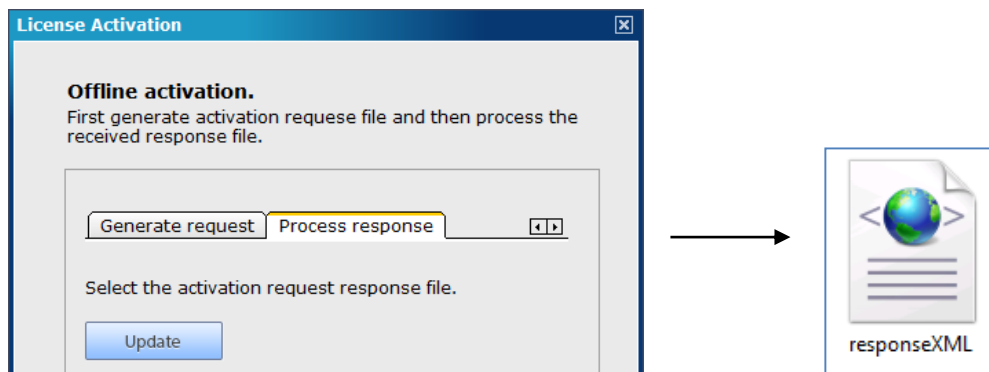 License Activation
Offline activation.
First generate activation requese file and then process the
received response file.
Generate request
Process response
Select the activation request response file.
Update
responseXML